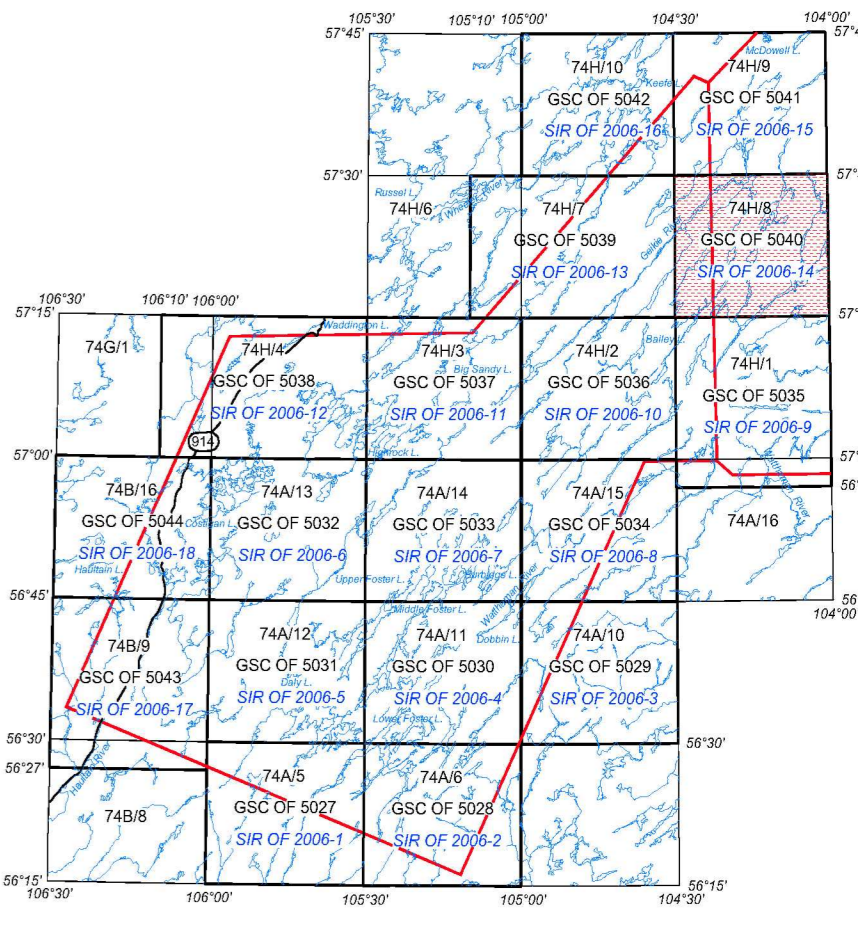 105°30' 105°10' 105°00' 104°30' 104°00'
57°45' 57°4
McDowell L.
74H/10 74H/9
Keefe L.
GSC OF 5042 GSC OF 5041
SIR OF 2006-16 SIR OF 2006-15
57°30' 57°
Russel L.
Wheeler River
74H/6 74H/7 74H/8
Geikie River
GSC OF 5039 GSC OF 5040
SIR OF 2006-13 SIR OF 2006-14
106°30' 106°10' 106°00'
57°15' 57°
Waddington L.
Bailey L.
74G/1 74H/4 74H/3 74H/2 74H/1
Big Sandy L.
GSC OF 5038 GSC OF 5037 GSC OF 5036 GSC OF 5035
SIR OF 2006-12 SIR OF 2006-11 SIR OF 2006-10 SIR OF 2006-9
914
57°00' 57°
56°
River
74B/16 74A/13 74A/14 74A/15 74A/16
GSC OF 5044 GSC OF 5032 GSC OF 5033 GSC OF 5034
Costigan L.
SIR OF 2006-18 SIR OF 2006-6 SIR OF 2006-7 SIR OF 2006-8
Haultain L.
Upper Foster L.
56°45' 56°
104°00'
Middle Foster L.
74B/9 74A/12 74A/11 74A/10
Dobbin L.
GSC OF 5043 GSC OF 5031 GSC OF 5030 GSC OF 5029
Daly L.
SIR OF 2006-17 SIR OF 2006-5 SIR OF 2006-4 SIR OF 2006-3
Lower Foster L.
56°30' 56°30'
Haultain River
56°27'
74B/8 74A/5 74A/6
GSC OF 5027 GSC OF 5028
SIR OF 2006-1 SIR OF 2006-2
56°15' 56°15'
106°30' 106°00' 105°30' 105°00' 104°30'